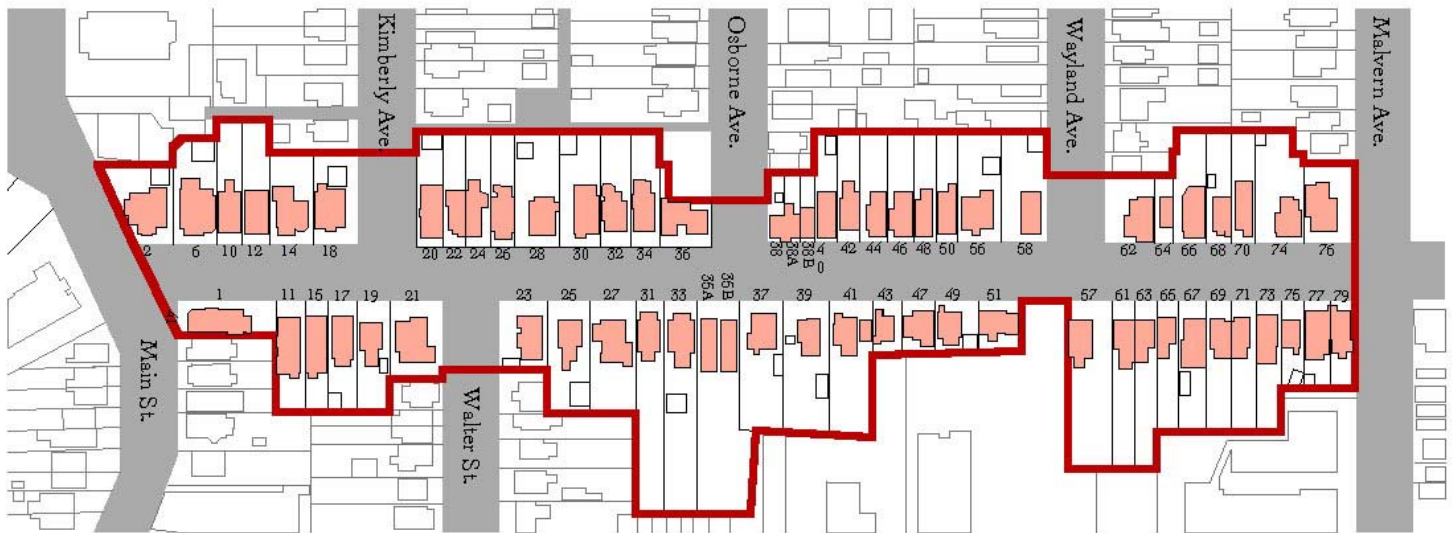 Kimberly Ave.
Osborne Ave.
Wayland Ave.
Malvern Ave.
2 6 10 12 14 18 20 22 24 26 28 30 32 34 36 38 38A 38B 40 42 44 46 48 50 56 58 62 64 66 68 70 74 76
1 11 15 17 19 21 23 25 27 31 33 35A 35B 37 39 41 43 47 49 51 57 61 63 65 67 69 71 73 75 77 79
Main St.
Walter St.